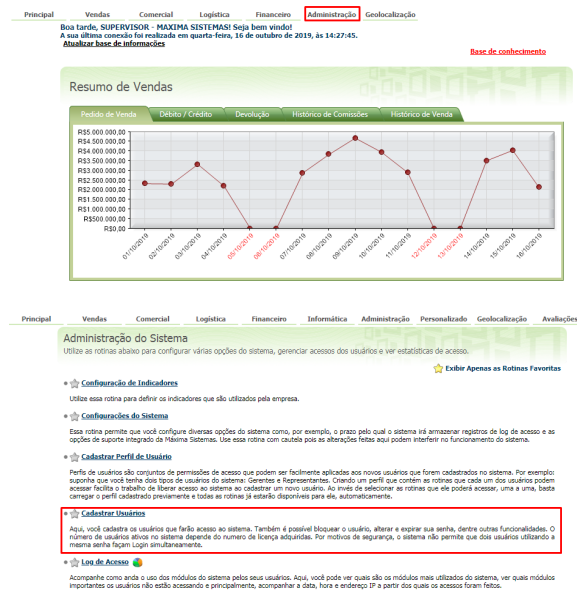 Principal Vendas Comercial Logística Financeiro Administração Geolocalização
Boa tarde, SUPERVISOR - MAXIMA SISTEMAS! Seja bem vindo!
A sua última conexão foi realizada em quarta-feira, 16 de outubro de 2019, às 14:27:45.
Atualizar base de informações
Base de conhecimento
Resumo de Vendas
Pedido de Venda Débito / Crédito Devolução Histórico de Comissões Histórico de Venda
R$5.000.000,00
R$4.500.000,00
R$4.000.000,00
R$3.500.000,00
R$3.000.000,00
R$2.500.000,00
R$2.000.000,00
R$1.500.000,00
R$1.000.000,00
R$500.000,00
R$0,00
01/10/2019 02/10/2019 03/10/2019 04/10/2019 05/10/2019 06/10/2019 07/10/2019 08/10/2019 09/10/2019 10/10/2019 11/10/2019 12/10/2019 13/10/2019 14/10/2019 15/10/2019 16/10/2019
Principal Vendas Comercial Logística Financeiro Informática Administração Personalizado Geolocalização Avaliações
Administração do Sistema
Utilize as rotinas abaixo para configurar várias opções do sistema, gerenciar acessos dos usuários e ver estatísticas de acesso.
Exibir Apenas as Rotinas Favoritas
Configuração de Indicadores
Utilize essa rotina para definir os indicadores que são utilizados pela empresa.
Configurações do Sistema
Essa rotina permite que você configure diversas opções do sistema como, por exemplo, o prazo pelo qual o sistema irá armazenar registros de log de acesso e as
opções de suporte integrado da Máxima Sistemas. Use essa rotina com cautela pois as alterações feitas aqui podem interferir no funcionamento do sistema.
Cadastrar Perfil de Usuário
Perfis de usuários são conjuntos de permissões de acesso que podem ser facilmente aplicadas aos novos usuários que forem cadastrados no sistema. Por exemplo:
suponha que você tenha dois tipos de usuários do sistema: Gerentes e Representantes. Criando um perfil que contém as rotinas que cada um dos usuários podem
acessar facilita o trabalho de liberar acesso ao sistema ao cadastrar um novo usuário. Ao invés de selecionar as rotinas que ele poderá acessar, uma a uma, basta
carregar o perfil cadastrado previamente e todas as rotinas já estarão disponíveis para ele, automaticamente.
Cadastrar Usuários
Aqui, você cadastra os usuários que farão acesso ao sistema. Também é possível bloquear o usuário, alterar e expirar sua senha, dentre outras funcionalidades. O
número de usuários ativos no sistema depende do numero de licença adquiridas. Por motivos de segurança, o sistema não permite que dois usuários utilizando a
mesma senha façam Login simultaneamente.
Log de Acesso
Acompanhe como anda o uso dos módulos do sistema pelos seus usuários. Aqui, você pode ver quais são os módulos mais utilizados do sistema, ver quais módulos
importantes os usuários não estão acessando e principalmente, acompanhar a data, hora e endereço IP a partir dos quais os acessos foram feitos.